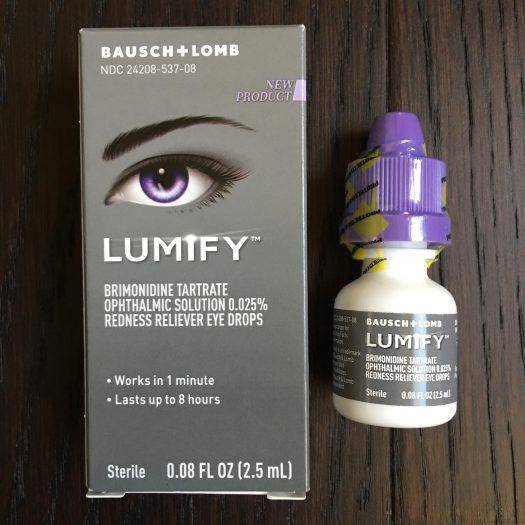 BAUSCH+LOMB
NDC 24208-537-08
NEW
PRODUCT
LUMIFY™
BRIMONIDINE TARTRATE
OPHTHALMIC SOLUTION 0.025%
REDNESS RELIEVER EYE DROPS
• Works in 1 minute
• Lasts up to 8 hours
Sterile 0.08 FL OZ (2.5 mL)
BAUSCH+LOMB
LUMIFY™
BRIMONIDINE TARTRATE
OPHTHALMIC SOLUTION 0.025%
REDNESS RELIEVER EYE DROPS
Sterile 0.08 FL OZ (2.5 mL)